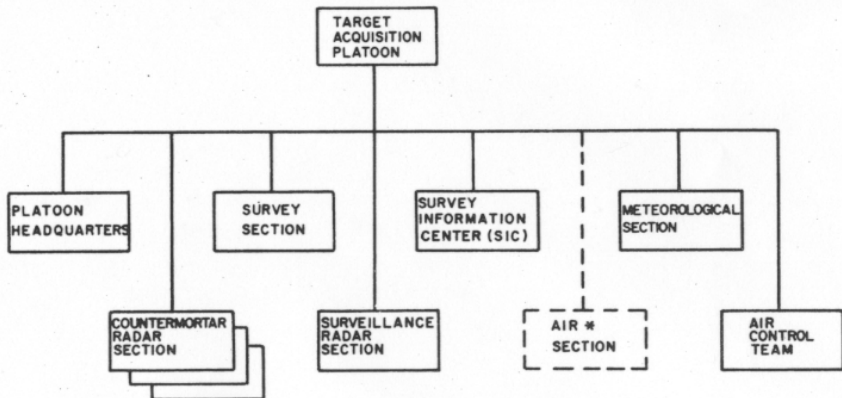 TARGET
ACQUISITION
PLATOON
PLATOON
HEADQUARTERS
SURVEY
SECTION
SURVEY
INFORMATION
CENTER (SIC)
METEOROLOGICAL
SECTION
COUNTERMORTAR
RADAR
SECTION
SURVEILLANCE
RADAR
SECTION
AIR *
SECTION
AIR
CONTROL
TEAM